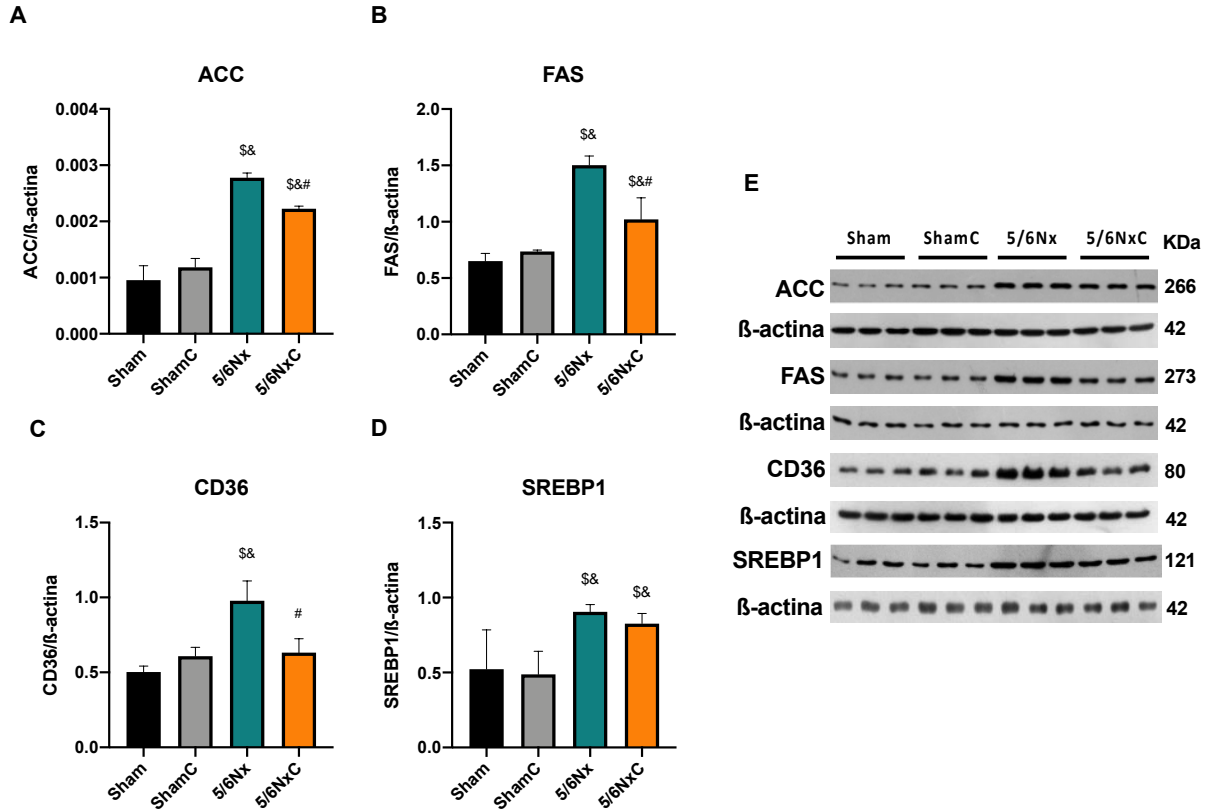 A
ACC
ACC/ß-actina
0.004
0.003
0.002
0.001
0.000
$&
$&#
Sham
ShamC
5/6Nx
5/6NxC
B
FAS
FAS/ß-actina
2.0
1.5
1.0
0.5
0.0
$&
$&#
Sham
ShamC
5/6Nx
5/6NxC
C
CD36
CD36/ß-actina
1.5
1.0
0.5
0.0
$&
#
Sham
ShamC
5/6Nx
5/6NxC
D
SREBP1
SREBP1/ß-actina
1.5
1.0
0.5
0.0
$&
$&
Sham
ShamC
5/6Nx
5/6NxC
E
Sham ShamC 5/6Nx 5/6NxC KDa
ACC 266
ß-actina 42
FAS 273
ß-actina 42
CD36 80
ß-actina 42
SREBP1 121
ß-actina 42